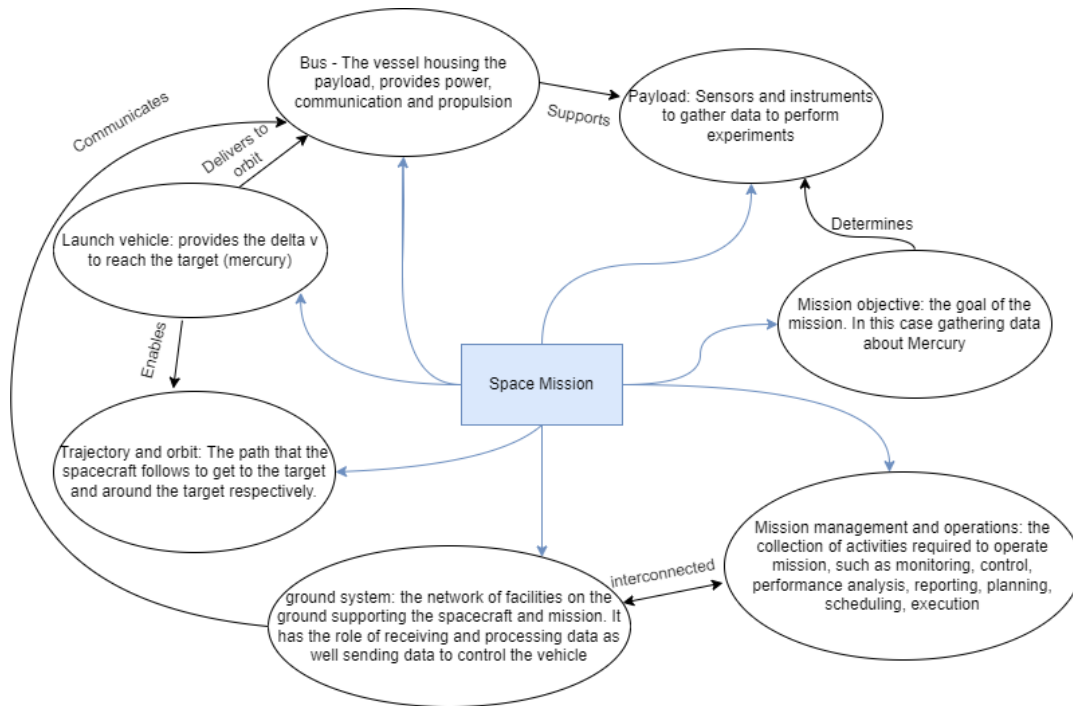 Bus - The vessel housing the
payload, provides power,
communication and propulsion
Communicates
Delivers to
orbit
Supports
Payload: Sensors and instruments
to gather data to perform
experiments
Launch vehicle: provides the delta v
to reach the target (mercury)
Determines
Mission objective: the goal of the
mission. In this case gathering data
about Mercury
Enables
Space Mission
Trajectory and orbit: The path that the
spacecraft follows to get to the target
and around the target respectively.
Mission management and operations: the
collection of activities required to operate
mission, such as monitoring, control,
performance analysis, reporting, planning,
scheduling, execution
interconnected
ground system: the network of facilities on the
ground supporting the spacecraft and mission. It
has the role of receiving and processing data as
well sending data to control the vehicle